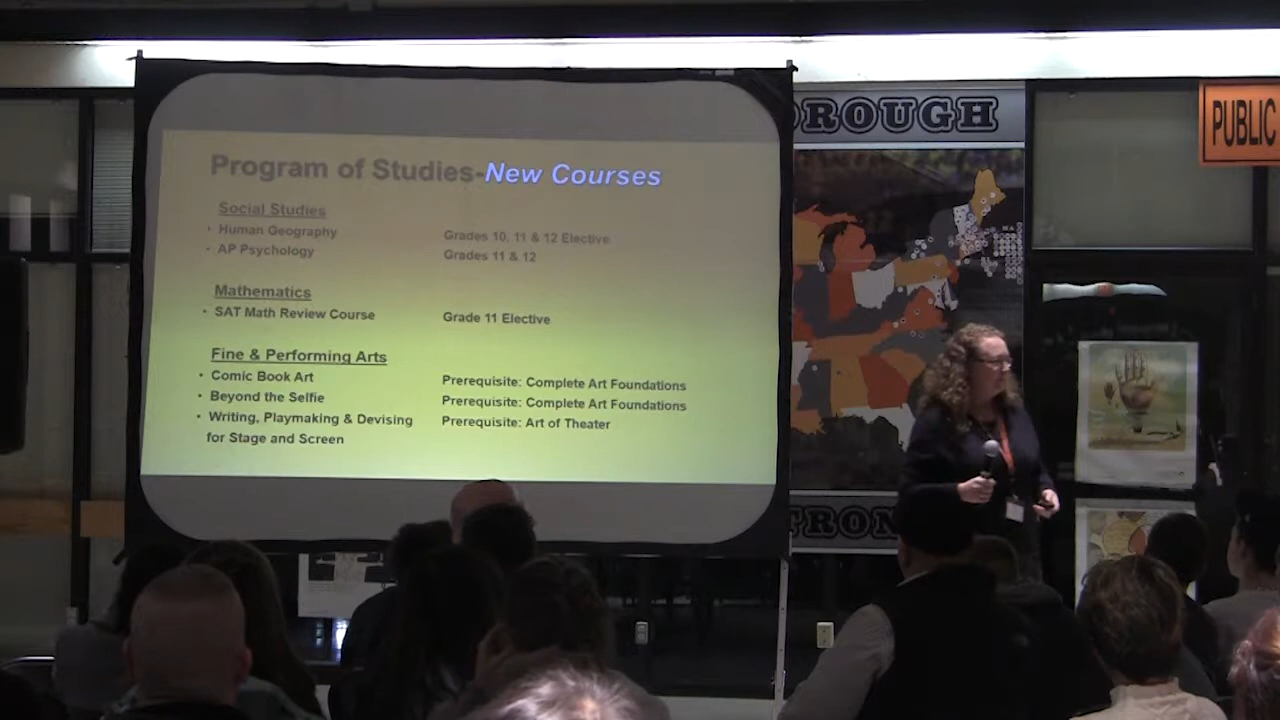 Program of Studies-New Courses
Social Studies
• Human Geography Grades 10, 11 & 12 Elective
• AP Psychology Grades 11 & 12
Mathematics
• SAT Math Review Course Grade 11 Elective
Fine & Performing Arts
• Comic Book Art Prerequisite: Complete Art Foundations
• Beyond the Selfie Prerequisite: Complete Art Foundations
• Writing, Playmaking & Devising Prerequisite: Art of Theater
for Stage and Screen
OROUGH
TRON
PUBLIC